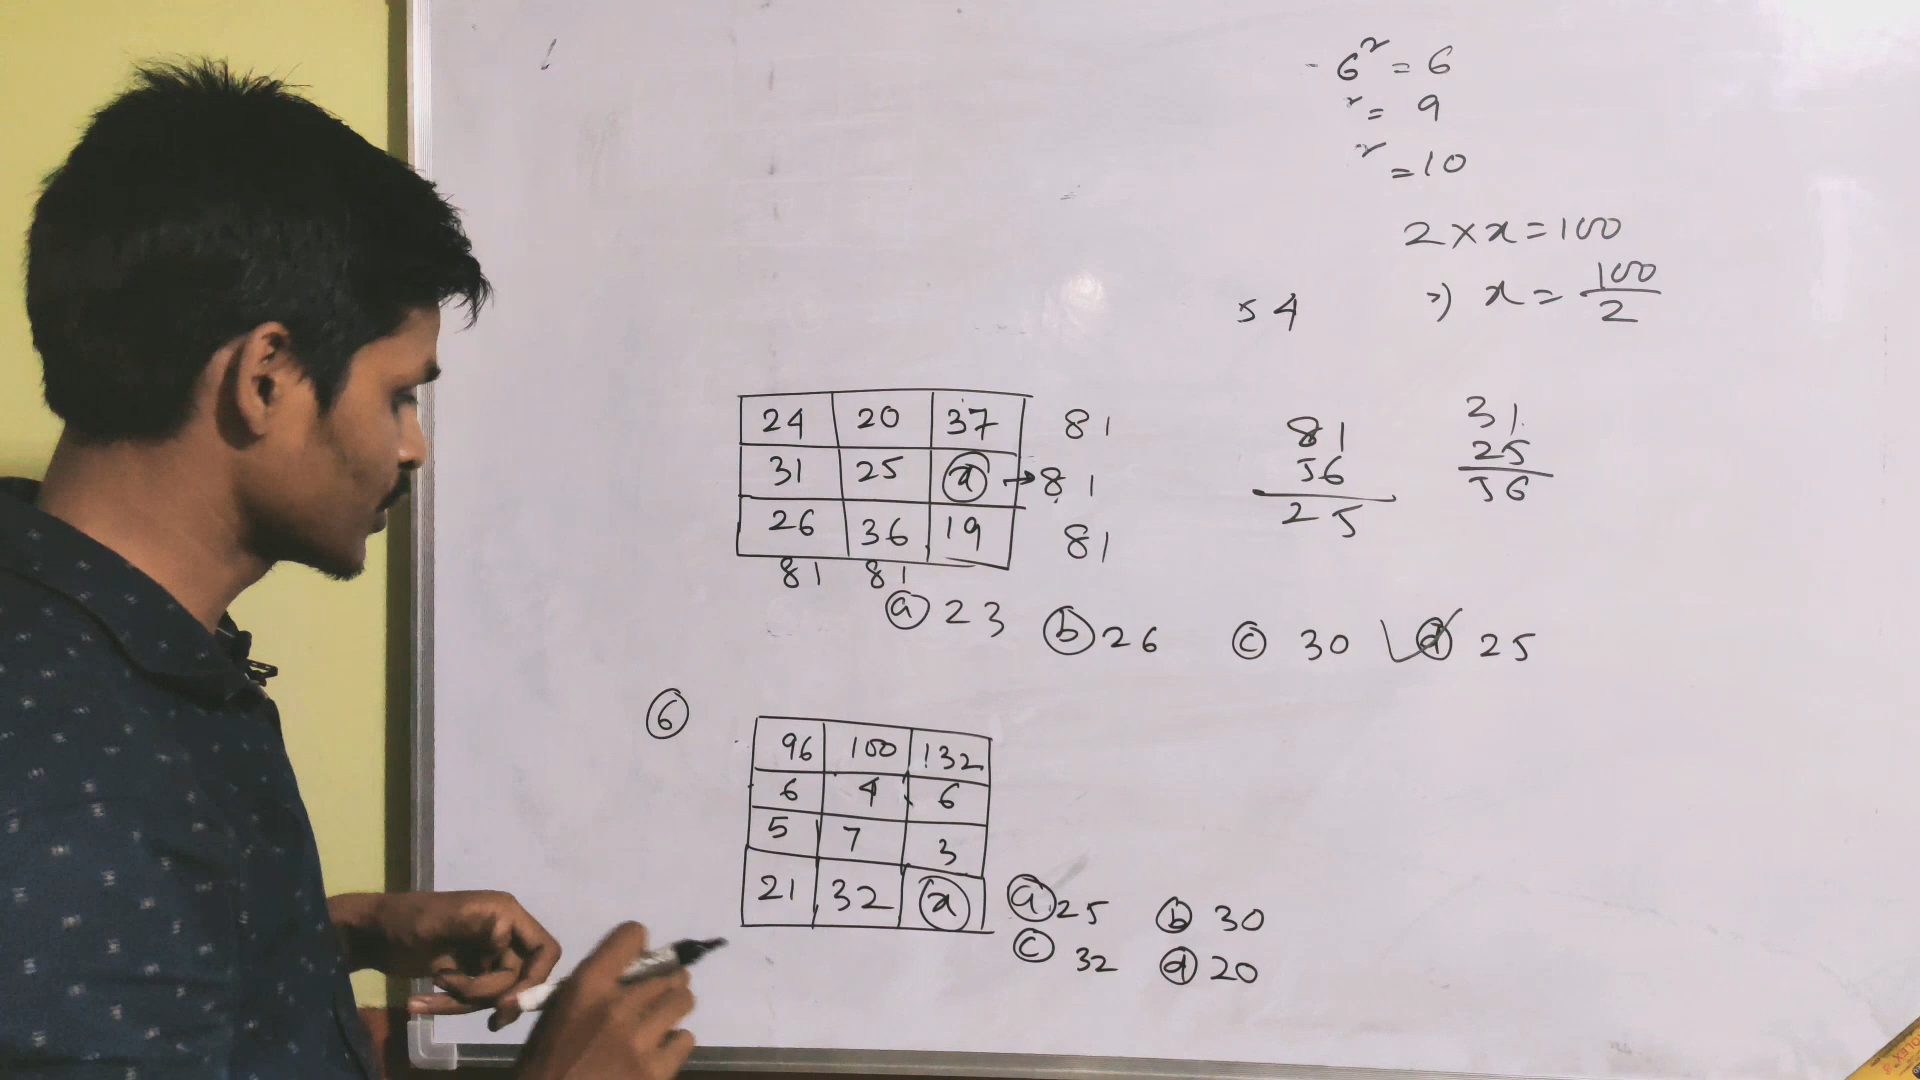 6² = 6
² = 9
² = 10
2 × x = 100
⇒ x = 100/2
54
24 20 37 81
31 25 x → 81
26 36 19 81
81 81
81
56
25
31
25
56
(a) 23 (b) 26 (c) 30 (d) 25
(6)
96 100 132
6 4 6
5 7 3
21 32 x
(a) 25 (b) 30
(c) 32 (d) 20